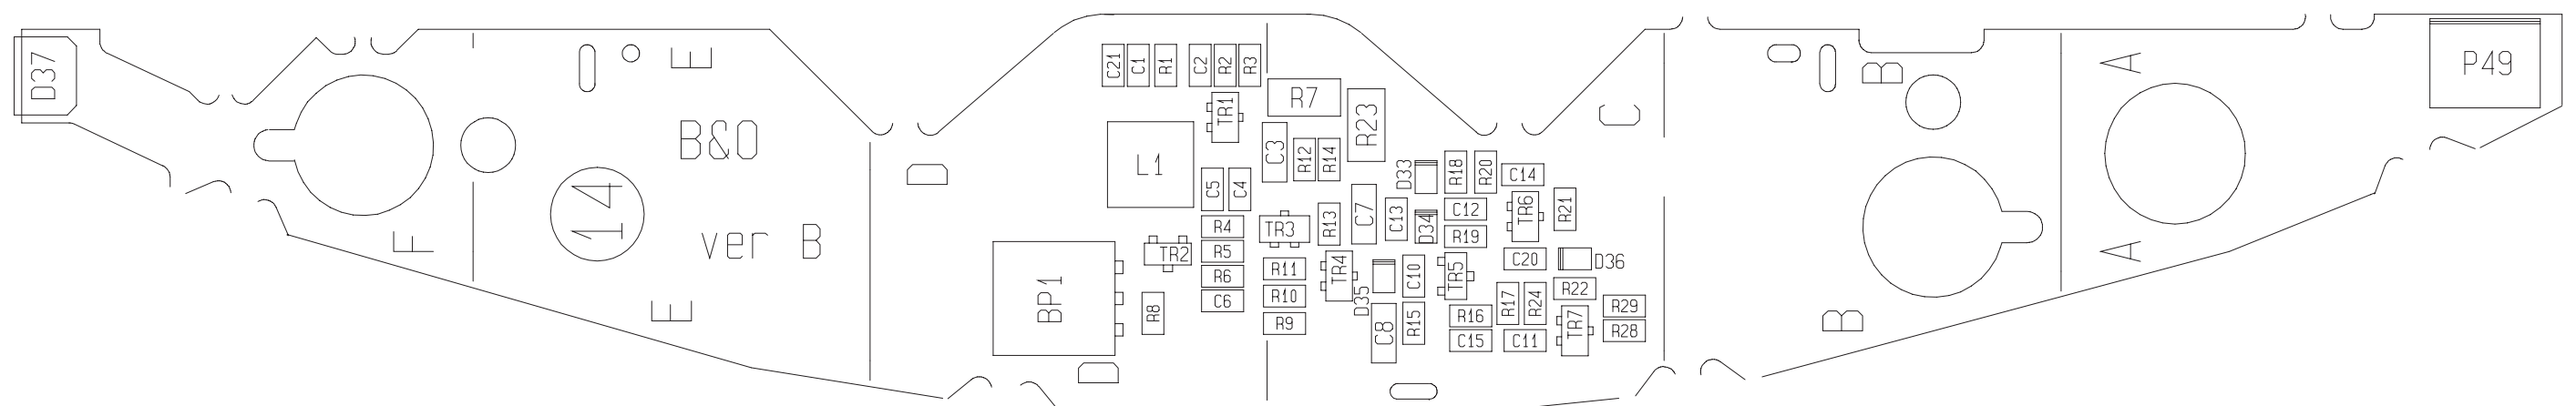 D37
E
C21 C1 R1 C2 R2 R3
P49
A
B
R7
TR1
R23
C
B&O
L1
C3
R12 R14
D33
R18 R20
C14
D
14
C5 C4
C7
C13
D34
C12
TR6
R21
R4
R13
R19
F
ver B
TR2
TR3
R5
R6
C6
R11
R10
R9
TR4
D35
C10
TR5
C20
D36
R22
A
E
BP1
R8
C8
R15
R16
C15
R17 R24
C11
TR7
R29
R28
B